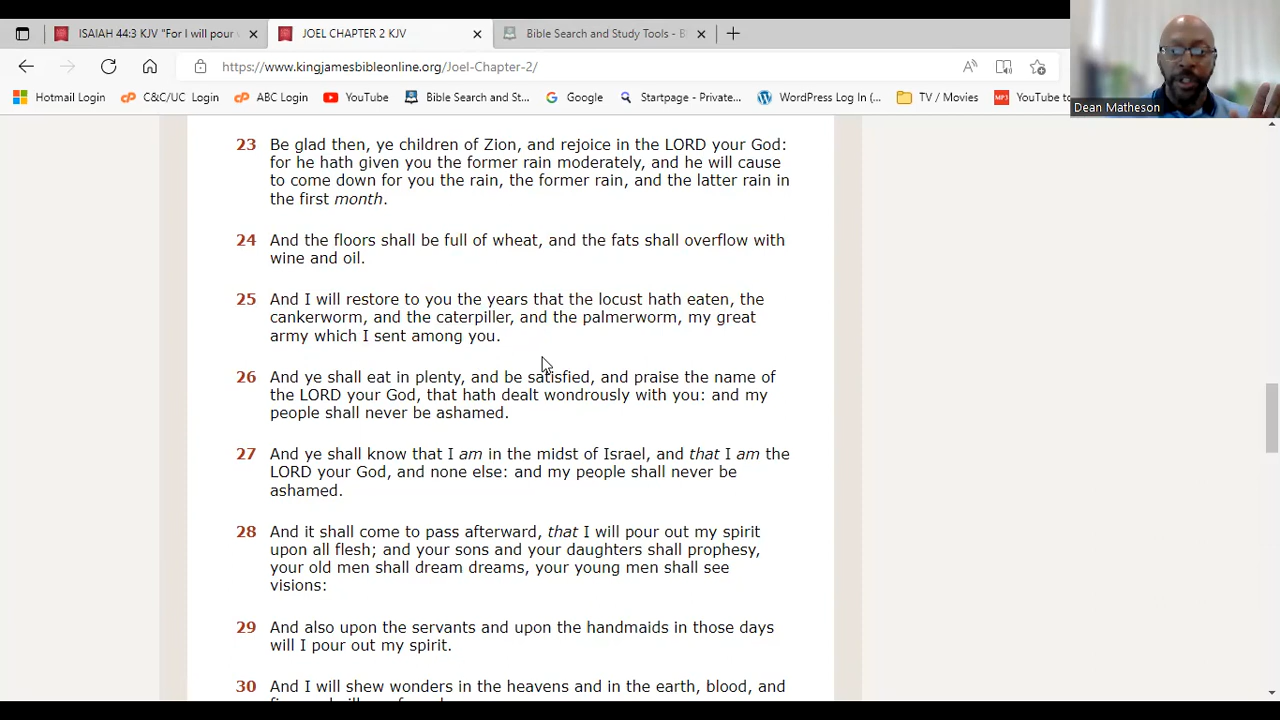 ISAIAH 44:3 KJV "For I will pour
JOEL CHAPTER 2 KJV
Bible Search and Study Tools - B
https://www.kingjamesbibleonline.org/Joel-Chapter-2/
Hotmail Login
C&C/UC Login
ABC Login
YouTube
Bible Search and St...
Google
Startpage - Private...
WordPress Log In (...
TV / Movies
YouTube to
Dean Matheson
23 Be glad then, ye children of Zion, and rejoice in the LORD your God:
for he hath given you the former rain moderately, and he will cause
to come down for you the rain, the former rain, and the latter rain in
the first month.
24 And the floors shall be full of wheat, and the fats shall overflow with
wine and oil.
25 And I will restore to you the years that the locust hath eaten, the
cankerworm, and the caterpiller, and the palmerworm, my great
army which I sent among you.
26 And ye shall eat in plenty, and be satisfied, and praise the name of
the LORD your God, that hath dealt wondrously with you: and my
people shall never be ashamed.
27 And ye shall know that I am in the midst of Israel, and that I am the
LORD your God, and none else: and my people shall never be
ashamed.
28 And it shall come to pass afterward, that I will pour out my spirit
upon all flesh; and your sons and your daughters shall prophesy,
your old men shall dream dreams, your young men shall see
visions:
29 And also upon the servants and upon the handmaids in those days
will I pour out my spirit.
30 And I will shew wonders in the heavens and in the earth, blood, and